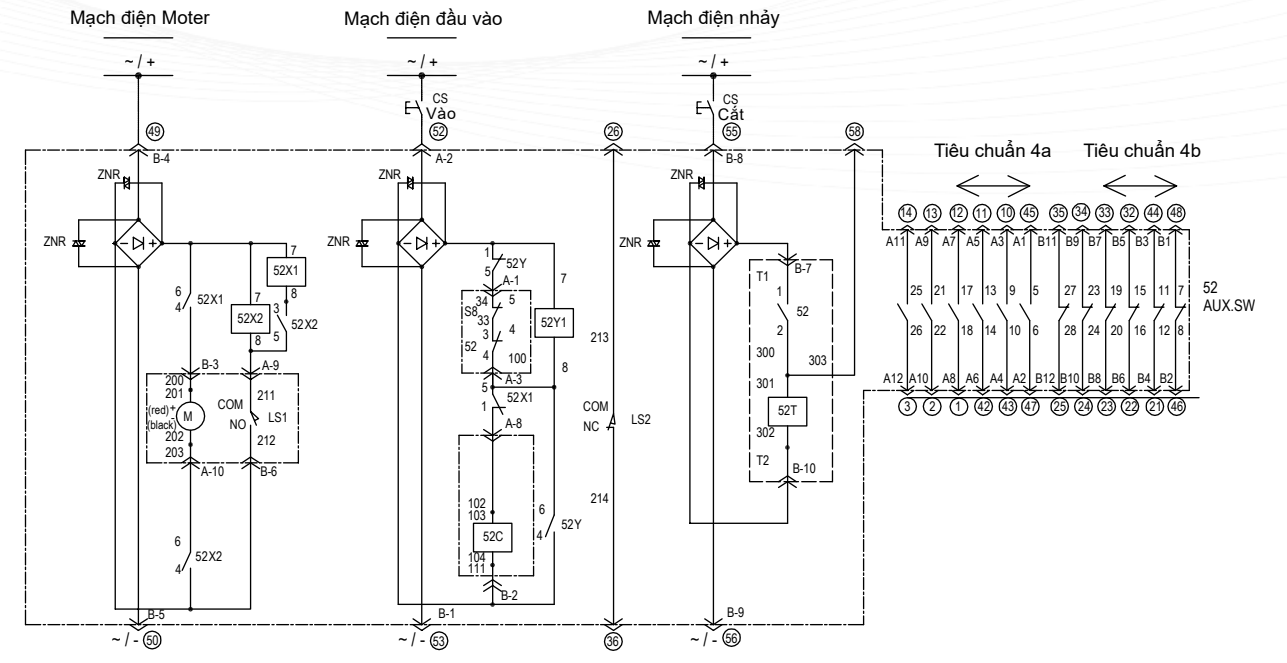 Mạch điện Moter
Mạch điện đầu vào
Mạch điện nhảy
~ / +
~ / +
~ / +
CS
Vào
CS
Cắt
49
52
26
55
58
B-4
A-2
B-8
Tiêu chuẩn 4a
Tiêu chuẩn 4b
ZNR
ZNR
ZNR
ZNR
ZNR
ZNR
14 13 12 11 10 45 35 34 33 32 44 48
A11 A9 A7 A5 A3 A1 B11 B9 B7 B5 B3 B1
25 21 17 13 9 5 27 23 19 15 11 7
26 22 18 14 10 6 28 24 20 16 12 8
52
AUX.SW
A12 A10 A8 A6 A4 A2 B12 B10 B8 B6 B4 B2
3 2 1 42 43 47 25 24 23 22 21 46
6
4
52X1
7
52X2
8
7
52X1
8
3
5
52X2
B-3
A-9
200
201
(red)+
(black)-
M
202
203
211
COM
NO
LS1
212
A-10
B-6
6
4
52X2
B-5
~ / - 50
1
5
52Y
A-1
S8
34
33
5
3
4
52
4
100
A-3
7
52Y1
8
5
1
52X1
A-8
102
103
52C
104
111
B-2
6
4
52Y
B-1
~ / - 53
213
COM
NC
LS2
214
36
T1
B-7
1
2
52
300
303
301
52T
302
T2
B-10
B-9
~ / - 56